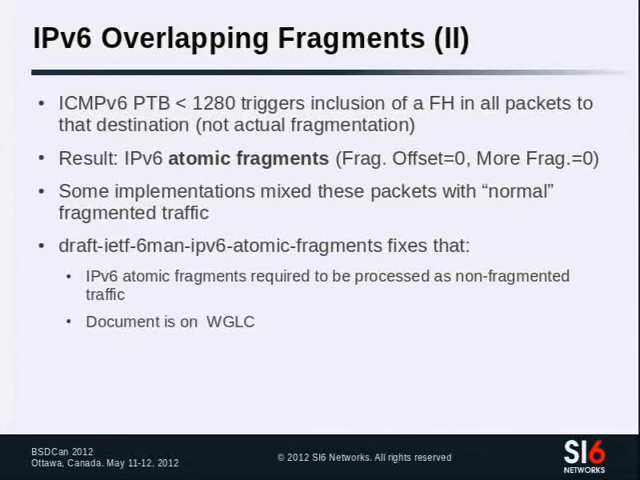 IPv6 Overlapping Fragments (II)
• ICMPv6 PTB < 1280 triggers inclusion of a FH in all packets to
that destination (not actual fragmentation)
• Result: IPv6 atomic fragments (Frag. Offset=0, More Frag.=0)
• Some implementations mixed these packets with “normal”
fragmented traffic
• draft-ietf-6man-ipv6-atomic-fragments fixes that:
• IPv6 atomic fragments required to be processed as non-fragmented
traffic
• Document is on WGLC
BSDCan 2012
Ottawa, Canada. May 11-12, 2012
© 2012 SI6 Networks. All rights reserved
SI6
NETWORKS